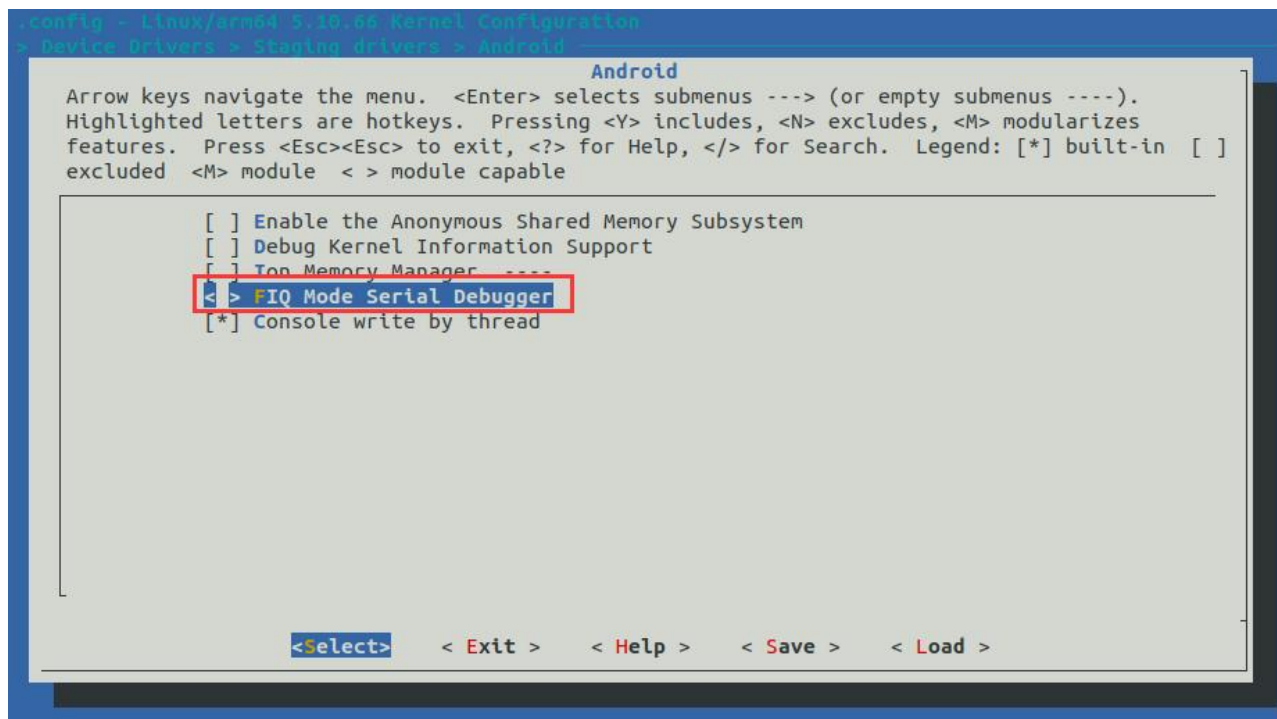 .config - Linux/arm64 5.10.66 Kernel Configuration
> Device Drivers > Staging drivers > Android
Android
Arrow keys navigate the menu.  <Enter> selects submenus ---> (or empty submenus ----).
Highlighted letters are hotkeys.  Pressing <Y> includes, <N> excludes, <M> modularizes
features.  Press <Esc><Esc> to exit, <?> for Help, </> for Search.  Legend: [*] built-in  [ ]
excluded  <M> module  < > module capable
[ ] Enable the Anonymous Shared Memory Subsystem
[ ] Debug Kernel Information Support
[ ] Ion Memory Manager  ----
< > FIQ Mode Serial Debugger
[*] Console write by thread
<Select>    < Exit >    < Help >    < Save >    < Load >